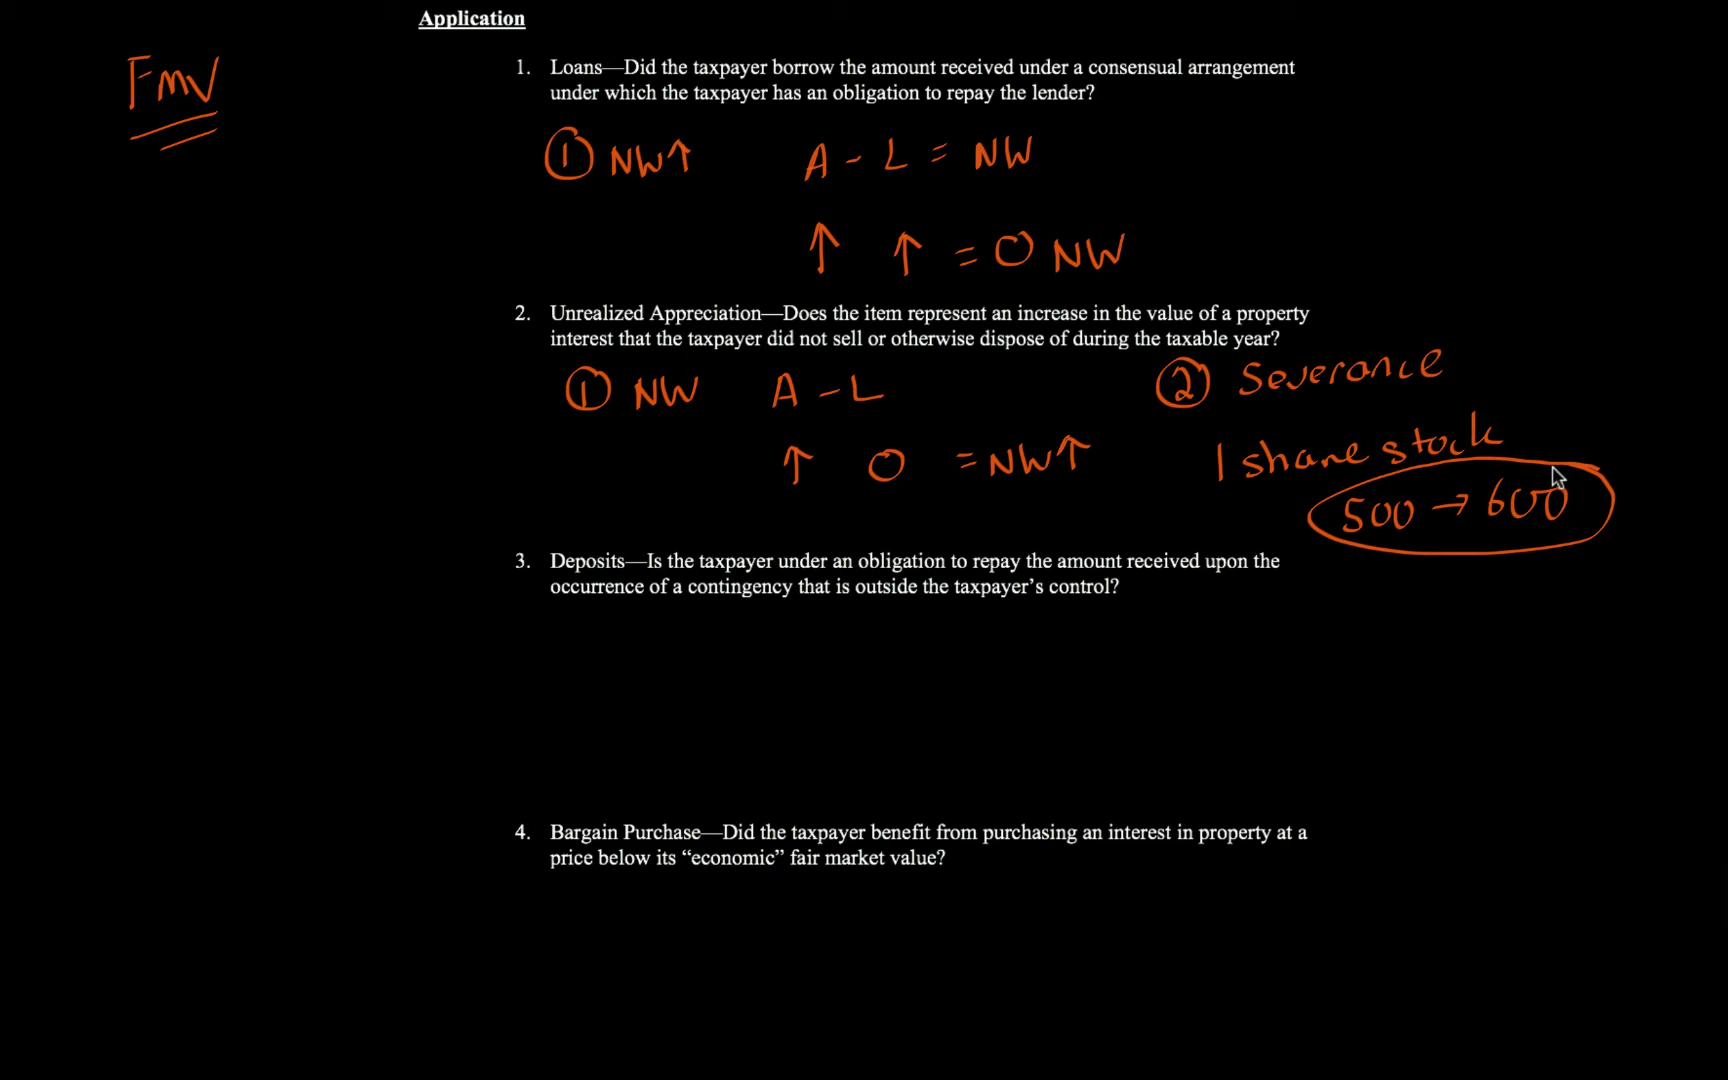 Application
FMV
1. Loans—Did the taxpayer borrow the amount received under a consensual arrangement
under which the taxpayer has an obligation to repay the lender?
① NW↑ A - L = NW
↑ ↑ = O NW
2. Unrealized Appreciation—Does the item represent an increase in the value of a property
interest that the taxpayer did not sell or otherwise dispose of during the taxable year?
① NW A - L ② Severance
↑ O = NW↑ 1 share stock
500 → 600
3. Deposits—Is the taxpayer under an obligation to repay the amount received upon the
occurrence of a contingency that is outside the taxpayer’s control?
4. Bargain Purchase—Did the taxpayer benefit from purchasing an interest in property at a
price below its “economic” fair market value?